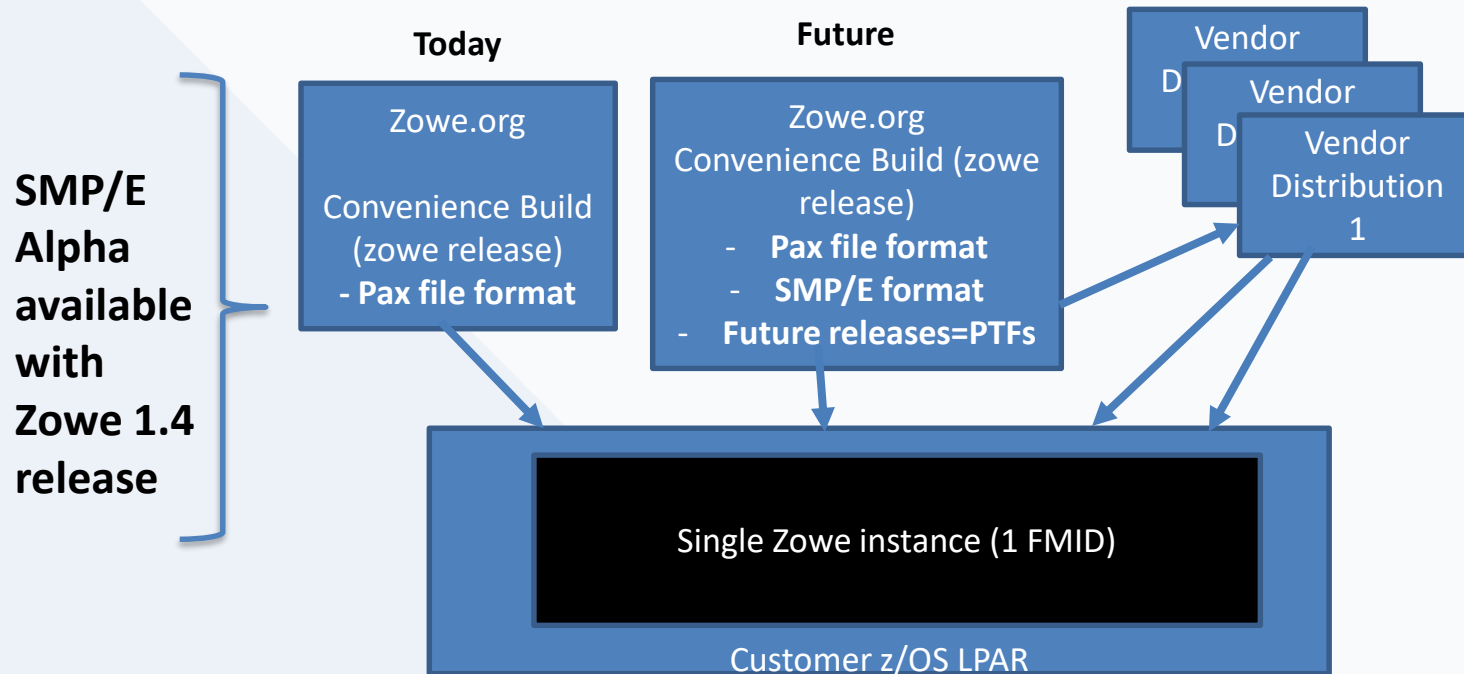 SMP/E
Alpha
available
with
Zowe 1.4
release
Today
Zowe.org
Convenience Build
(zowe release)
- Pax file format
Future
Zowe.org
Convenience Build (zowe
release)
- Pax file format
- SMP/E format
- Future releases=PTFs
Vendor
D
Vendor
D
Vendor
Distribution
1
Single Zowe instance (1 FMID)
Customer z/OS LPAR